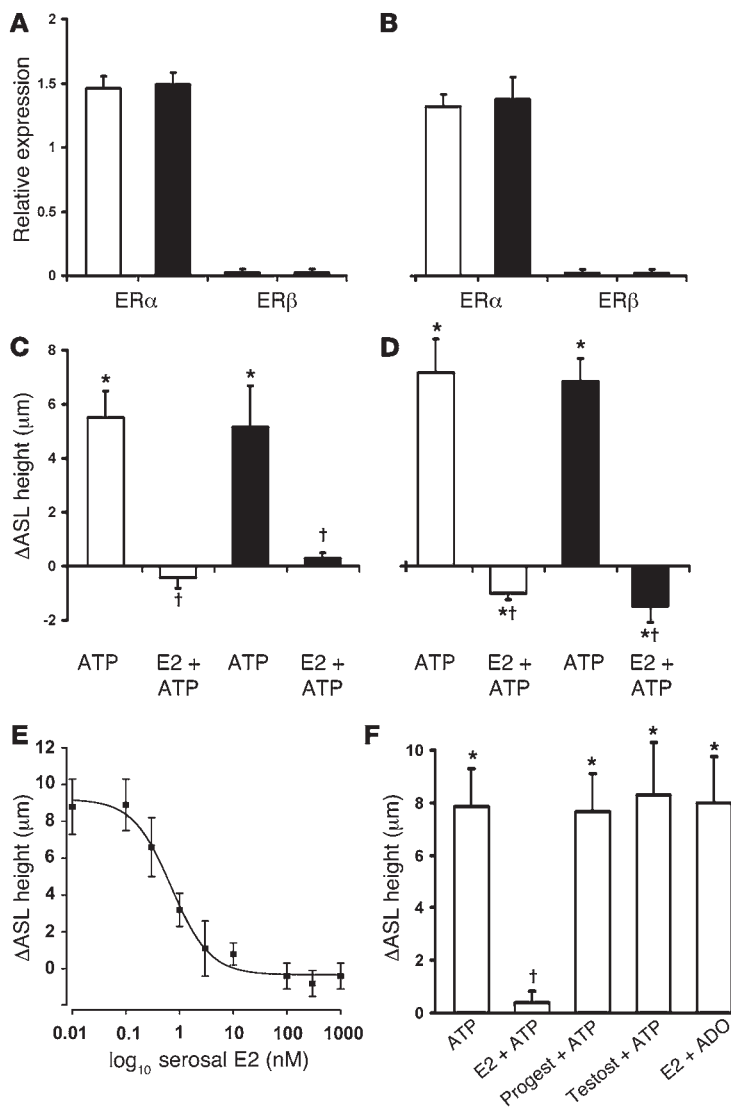 A
B
2
1.5
1
0.5
0
Relative expression
ERα
ERβ
ERα
ERβ
C
D
8
6
4
2
0
-2
ΔASL height (μm)
*
†
*
†
*
*†
*
*†
ATP
E2 + ATP
ATP
E2 + ATP
ATP
E2 + ATP
ATP
E2 + ATP
E
12
10
8
6
4
2
0
ΔASL height (μm)
0.01 0.1 1 10 100 1000
log10 serosal E2 (nM)
F
10
8
6
4
2
0
ΔASL height (μm)
*
†
*
*
*
ATP
E2 + ATP
Progest + ATP
Testost + ATP
E2 + ADO